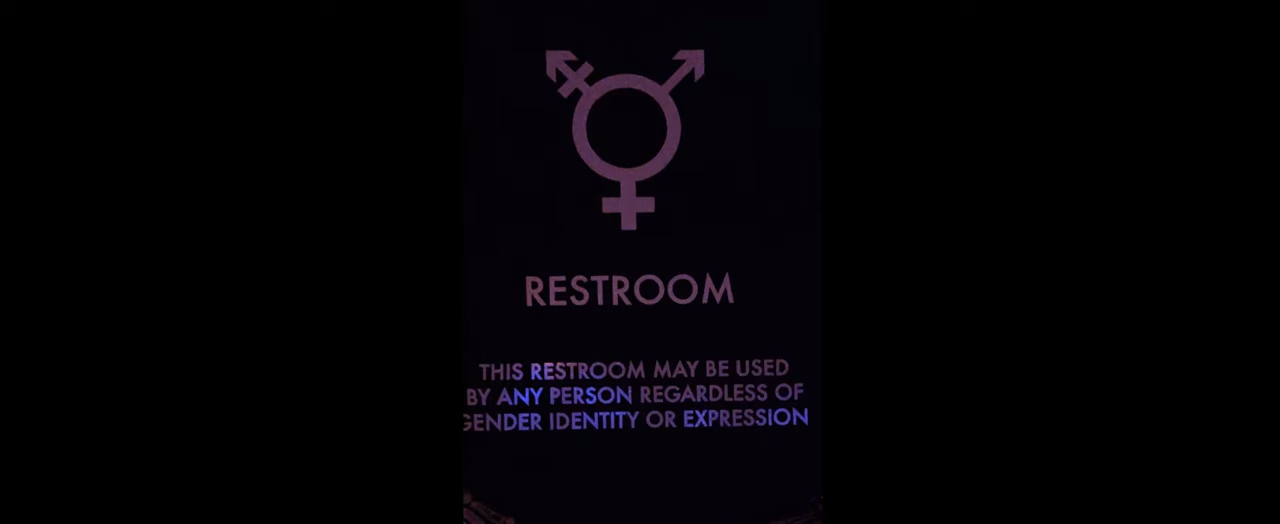 RESTROOM
THIS RESTROOM MAY BE USED
BY ANY PERSON REGARDLESS OF
GENDER IDENTITY OR EXPRESSION